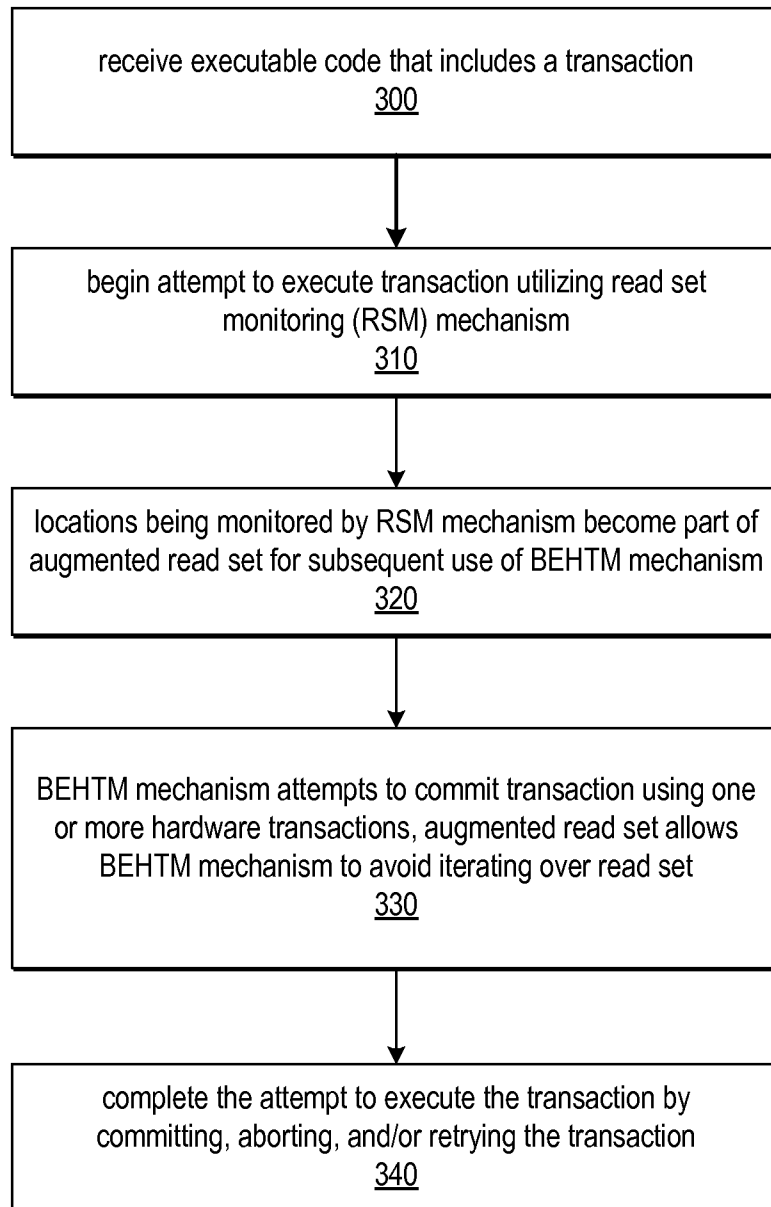 receive executable code that includes a transaction
300
begin attempt to execute transaction utilizing read set
monitoring (RSM) mechanism
310
locations being monitored by RSM mechanism become part of
augmented read set for subsequent use of BEHTM mechanism
320
BEHTM mechanism attempts to commit transaction using one
or more hardware transactions, augmented read set allows
BEHTM mechanism to avoid iterating over read set
330
complete the attempt to execute the transaction by
committing, aborting, and/or retrying the transaction
340